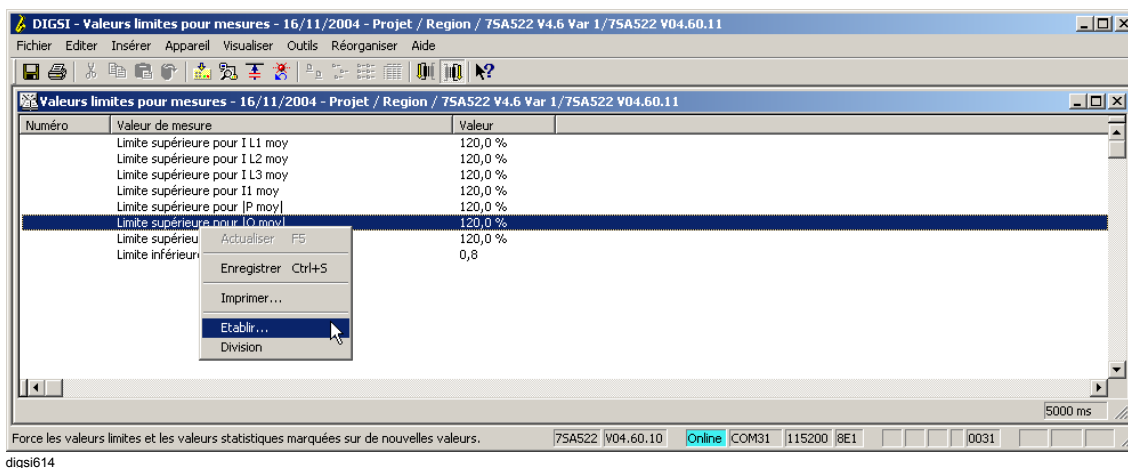 DIGSI - Valeurs limites pour mesures - 16/11/2004 - Projet / Region / 7SA522 V4.6 Var 1/7SA522 V04.60.11
Fichier Editer Insérer Appareil Visualiser Outils Réorganiser Aide
Valeurs limites pour mesures - 16/11/2004 - Projet / Region / 7SA522 V4.6 Var 1/7SA522 V04.60.11
Numéro Valeur de mesure Valeur
Limite supérieure pour I L1 moy 120,0 %
Limite supérieure pour I L2 moy 120,0 %
Limite supérieure pour I L3 moy 120,0 %
Limite supérieure pour I1 moy 120,0 %
Limite supérieure pour |P moy| 120,0 %
Limite supérieure pour |Q moy| 120,0 %
Limite supérieu 120,0 %
Limite inférieur 0,8
Actualiser F5
Enregistrer Ctrl+S
Imprimer...
Etablir...
Division
5000 ms
Force les valeurs limites et les valeurs statistiques marquées sur de nouvelles valeurs. 7SA522 V04.60.10 Online COM31 115200 8E1 0031
digsi614